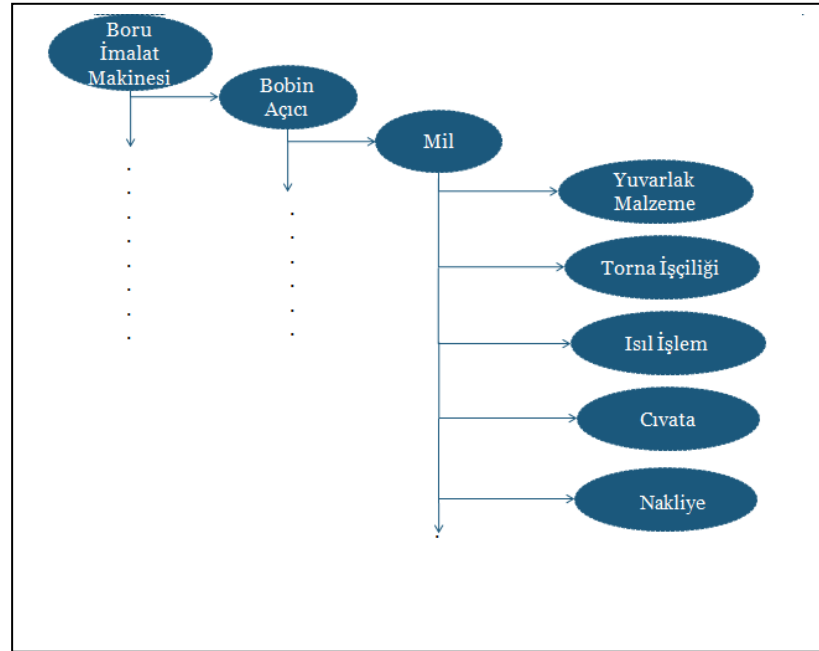 Boru
İmalat
Makinesi
Bobin
Açıcı
Mil
Yuvarlak
Malzeme
Torna İşçiliği
Isıl İşlem
Cıvata
Nakliye